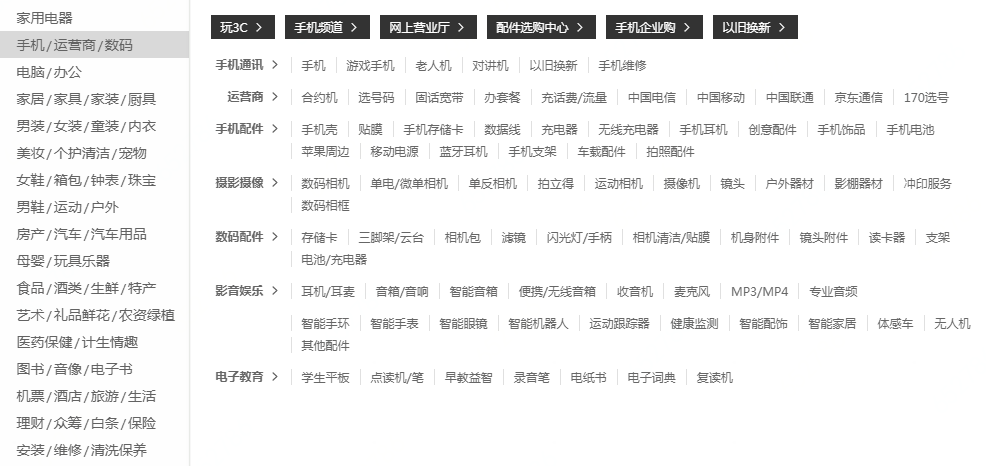 家用电器
手机/运营商/数码
电脑/办公
家居/家具/家装/厨具
男装/女装/童装/内衣
美妆/个护清洁/宠物
女鞋/箱包/钟表/珠宝
男鞋/运动/户外
房产/汽车/汽车用品
母婴/玩具乐器
食品/酒类/生鲜/特产
艺术/礼品鲜花/农资绿植
医药保健/计生情趣
图书/音像/电子书
机票/酒店/旅游/生活
理财/众筹/白条/保险
安装/维修/清洗保养
玩3C > 手机频道 > 网上营业厅 > 配件选购中心 > 手机企业购 > 以旧换新 >
手机通讯 > 手机 游戏手机 老人机 对讲机 以旧换新 手机维修
运营商 > 合约机 选号码 固话宽带 办套餐 充话费/流量 中国电信 中国移动 中国联通 京东通信 170选号
手机配件 > 手机壳 贴膜 手机存储卡 数据线 充电器 无线充电器 手机耳机 创意配件 手机饰品 手机电池
苹果周边 移动电源 蓝牙耳机 手机支架 车载配件 拍照配件
摄影摄像 > 数码相机 单电/微单相机 单反相机 拍立得 运动相机 摄像机 镜头 户外器材 影棚器材 冲印服务
数码相框
数码配件 > 存储卡 三脚架/云台 相机包 滤镜 闪光灯/手柄 相机清洁/贴膜 机身附件 镜头附件 读卡器 支架
电池/充电器
影音娱乐 > 耳机/耳麦 音箱/音响 智能音箱 便携/无线音箱 收音机 麦克风 MP3/MP4 专业音频
智能手环 智能手表 智能眼镜 智能机器人 运动跟踪器 健康监测 智能配饰 智能家居 体感车 无人机
其他配件
电子教育 > 学生平板 点读机/笔 早教益智 录音笔 电纸书 电子词典 复读机